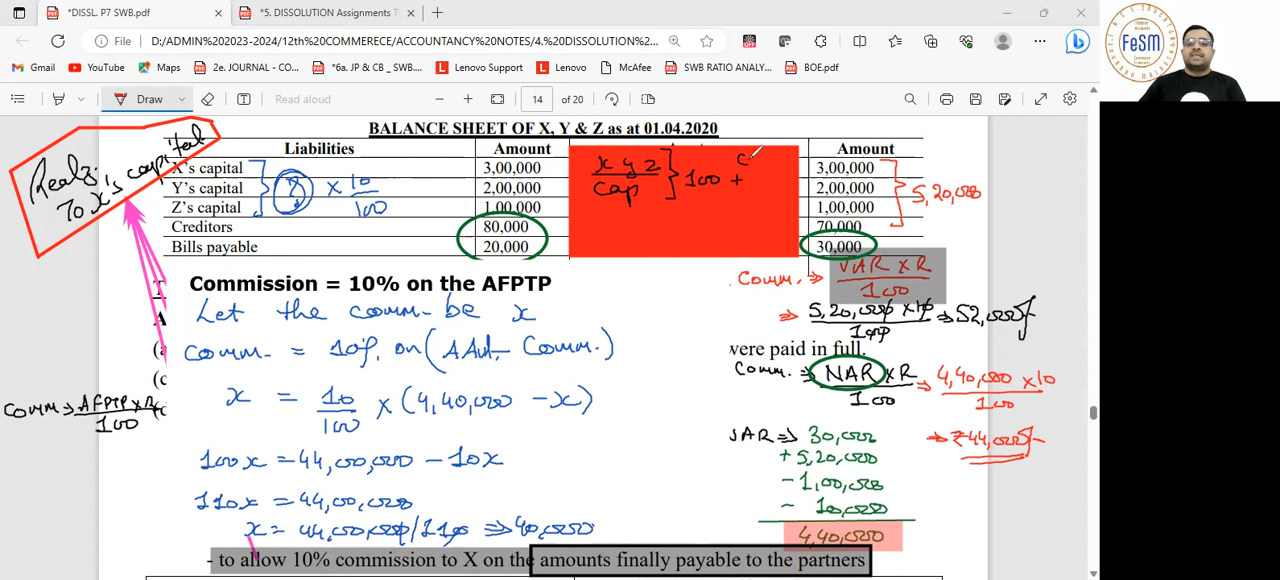 *DISSL. P7 SWB.pdf
*5. DISSOLUTION Assignments T
File
D:/ADMIN%202023-2024/12th%20COMMERECE/ACCOUNTANCY%20NOTES/4.%20DISSOLUTION%...
Gmail
YouTube
Maps
2e. JOURNAL - CO...
*6a. JP & CB _ SWB....
Lenovo Support
Lenovo
McAfee
SWB RATIO ANALY...
BOE.pdf
Draw
Read aloud
14
of 20
FeSM
BALANCE SHEET OF X, Y & Z as at 01.04.2020
Liabilities Amount Amount
X's capital 3,00,000 3,00,000
Y's capital 2,00,000 2,00,000
Z's capital 1,00,000 1,00,000
Creditors 80,000 70,000
Bills payable 20,000 30,000
Realz.
To X's capital
× 10/100
x y z
cap
100 +
5,20,000
Commission = 10% on the AFPTP
Let the comm. be x
Comm. = 10% on (A Avl. - Comm.)
x = 10/100 × (4,40,000 - x)
100x = 44,00,000 - 10x
110x = 44,00,000
x = 44,00,000/110 ⇒ 40,000
Comm ⇒ AFPTP x R
100
Comm. ⇒ VAR × R
100
⇒ 5,20,000 × 10 ⇒ 52,000/-
100
were paid in full.
Comm. ⇒ NAR × R ⇒ 4,40,000 × 10
100 100
⇒ ₹44,000/-
⇒ 30,000
+ 5,20,000
- 1,00,000
- 10,000
4,40,000
- to allow 10% commission to X on the amounts finally payable to the partners